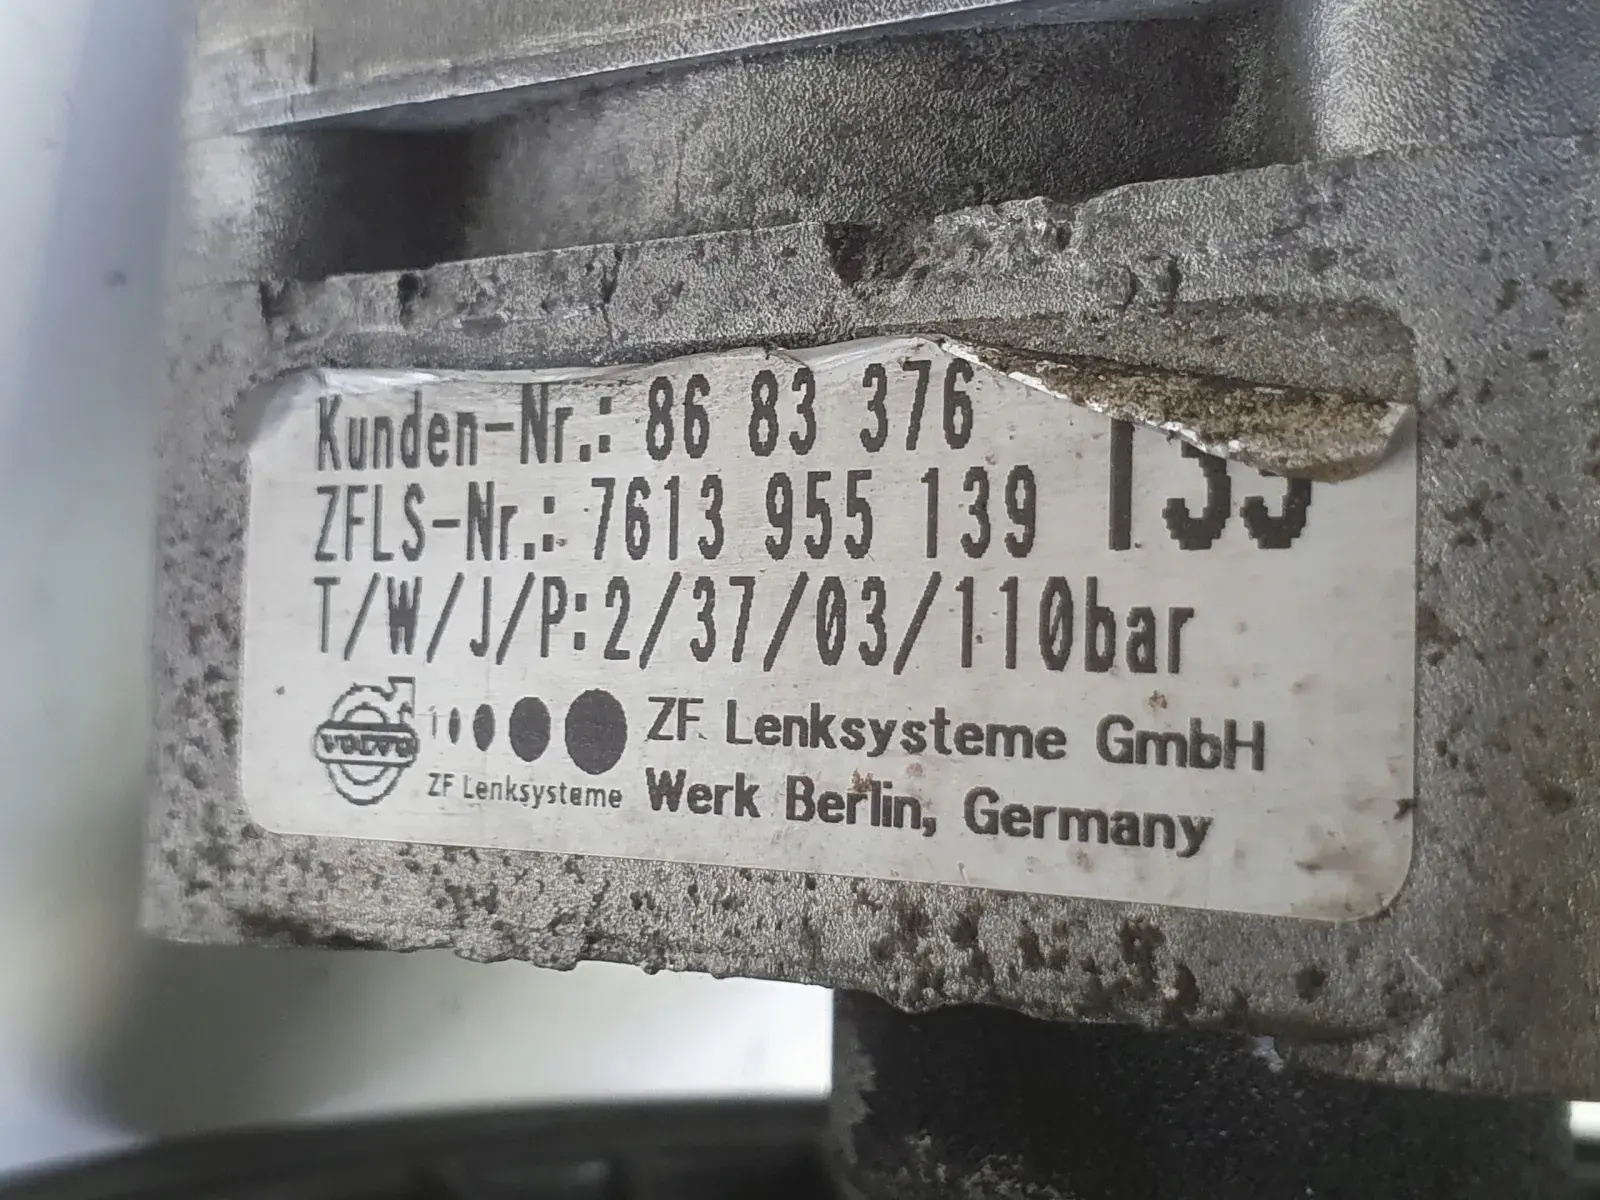 Kunden-Nr.: 86 83 376
ZFLS-Nr.: 7613 955 139
T/W/J/P:2/37/03/110bar
VOLVO
ZF Lenksysteme
ZF Lenksysteme GmbH
Werk Berlin, Germany